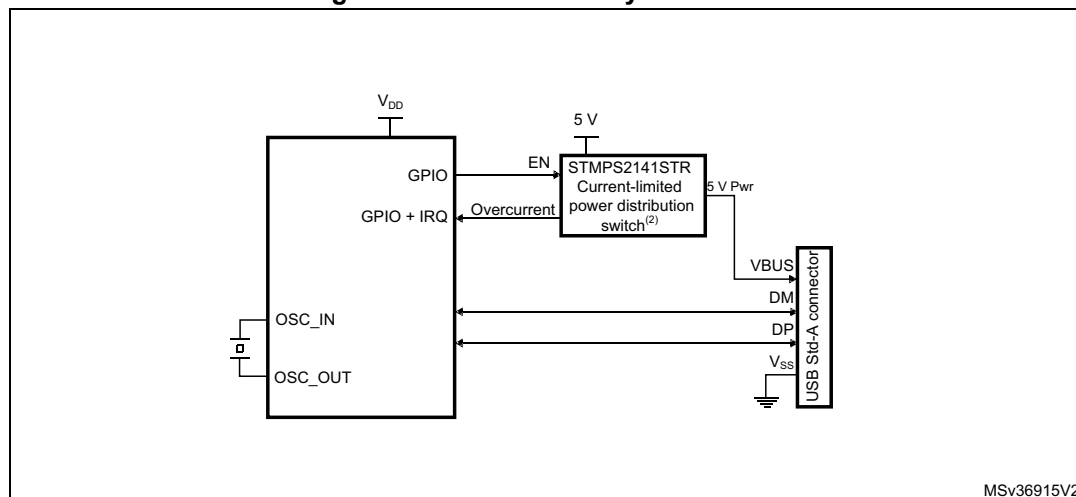 VDD
5 V
GPIO
EN
STMPS2141STR
Current-limited
power distribution
switch(2)
5 V Pwr
GPIO + IRQ
Overcurrent
VBUS
DM
OSC_IN
DP
VSS
OSC_OUT
USB Std-A connector
MSv36915V2